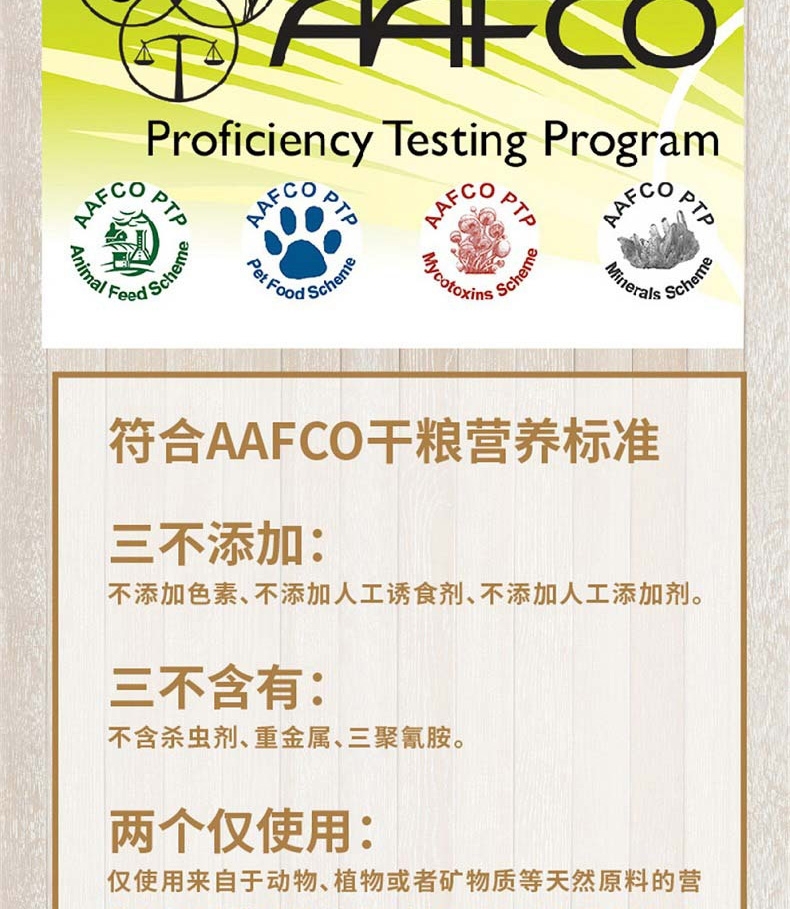 AAFCO
Proficiency Testing Program
AAFCO PTP
Animal Feed Scheme
AAFCO PTP
Pet Food Scheme
AAFCO PTP
Mycotoxins Scheme
AAFCO PTP
Minerals Scheme
符合AAFCO干粮营养标准
三不添加：
不添加色素、不添加人工诱食剂、不添加人工添加剂。
三不含有：
不含杀虫剂、重金属、三聚氰胺。
两个仅使用：
仅使用来自于动物、植物或者矿物质等天然原料的营